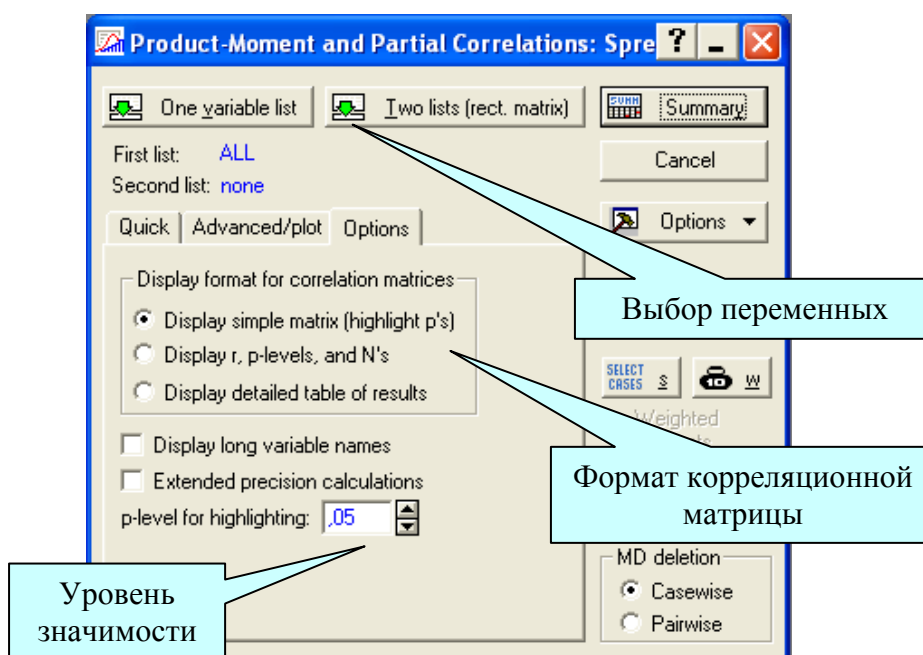 Product-Moment and Partial Correlations: Spre
One variable list
Two lists (rect. matrix)
SUMM
Summary
First list: ALL
Second list: none
Cancel
Quick
Advanced/plot
Options
Options
Display format for correlation matrices
Display simple matrix (highlight p's)
Display r, p-levels, and N's
Display detailed table of results
Выбор переменных
SELECT
CASES
S
W
Weighted
Display long variable names
Extended precision calculations
p-level for highlighting: ,05
Формат корреляционной
матрицы
Уровень
значимости
MD deletion
Casewise
Pairwise